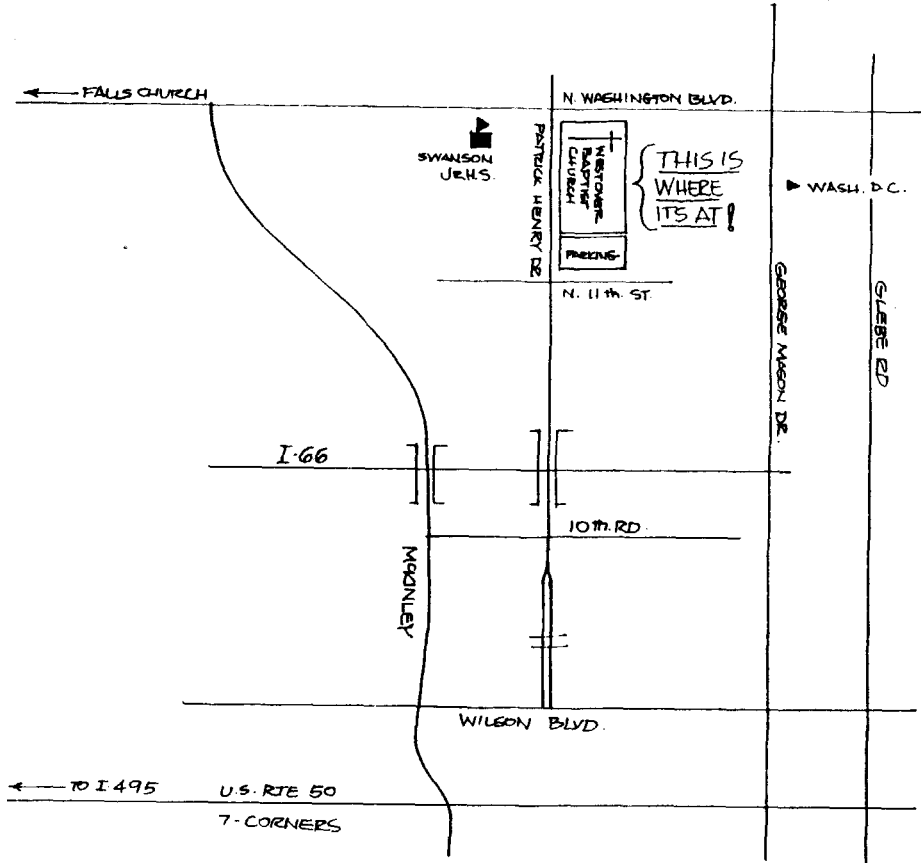 FALLS CHURCH
N. WASHINGTON BLVD.
SWANSON
JR.H.S.
PATRICK HENRY DR
WESTOVER
BAPTIST
CHURCH
PARKING
THIS IS
WHERE
ITS AT!
WASH. D.C.
N. 11th. ST.
GEORGE MASON DR.
GLEBE RD
I-66
10th. RD.
McKINLEY
WILSON BLVD.
TO I 495
U.S. RTE 50
7-CORNERS